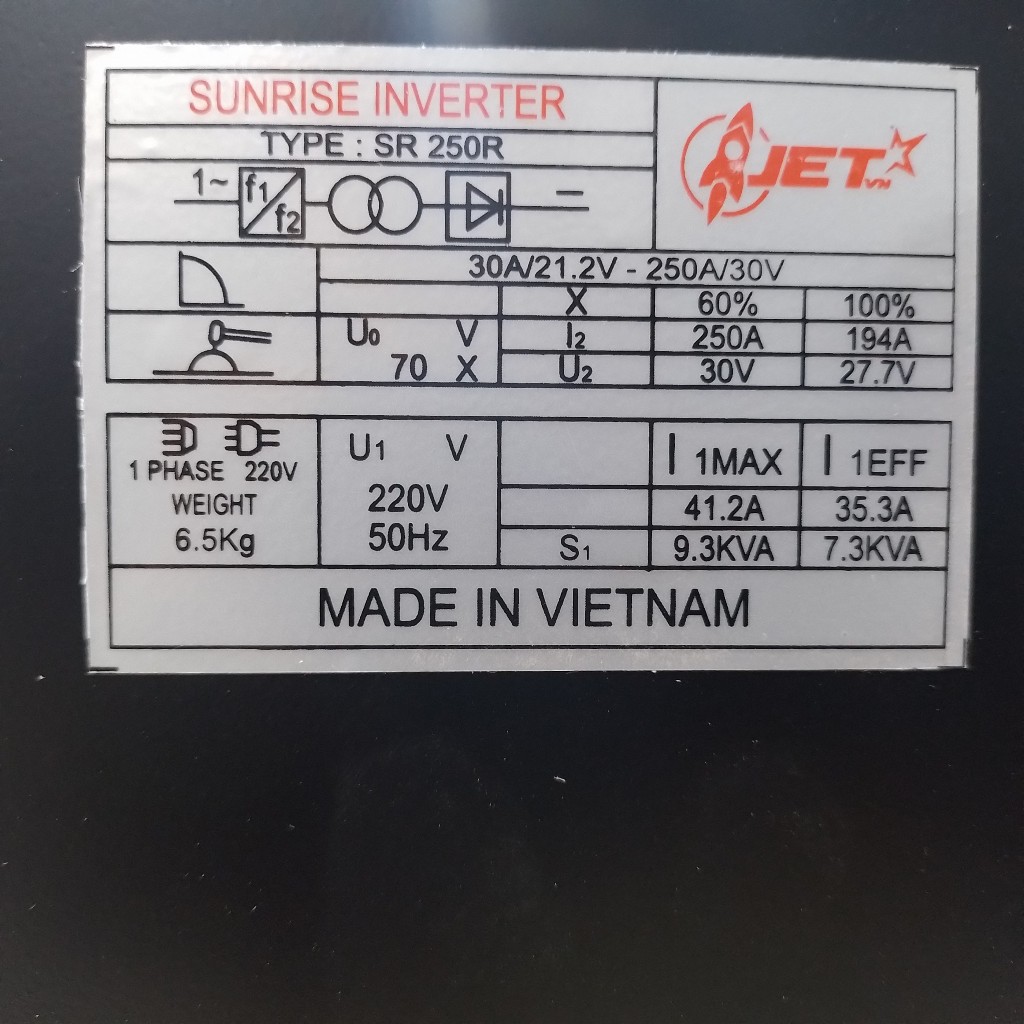 SUNRISE INVERTER
TYPE : SR 250R
JET VN
1~ f1 f2
30A/21.2V - 250A/30V
X 60% 100%
U0 V I2 250A 194A
70 X U2 30V 27.7V
1 PHASE 220V
WEIGHT
6.5Kg
U1 V
220V
50Hz
I 1MAX I 1EFF
41.2A 35.3A
S1 9.3KVA 7.3KVA
MADE IN VIETNAM